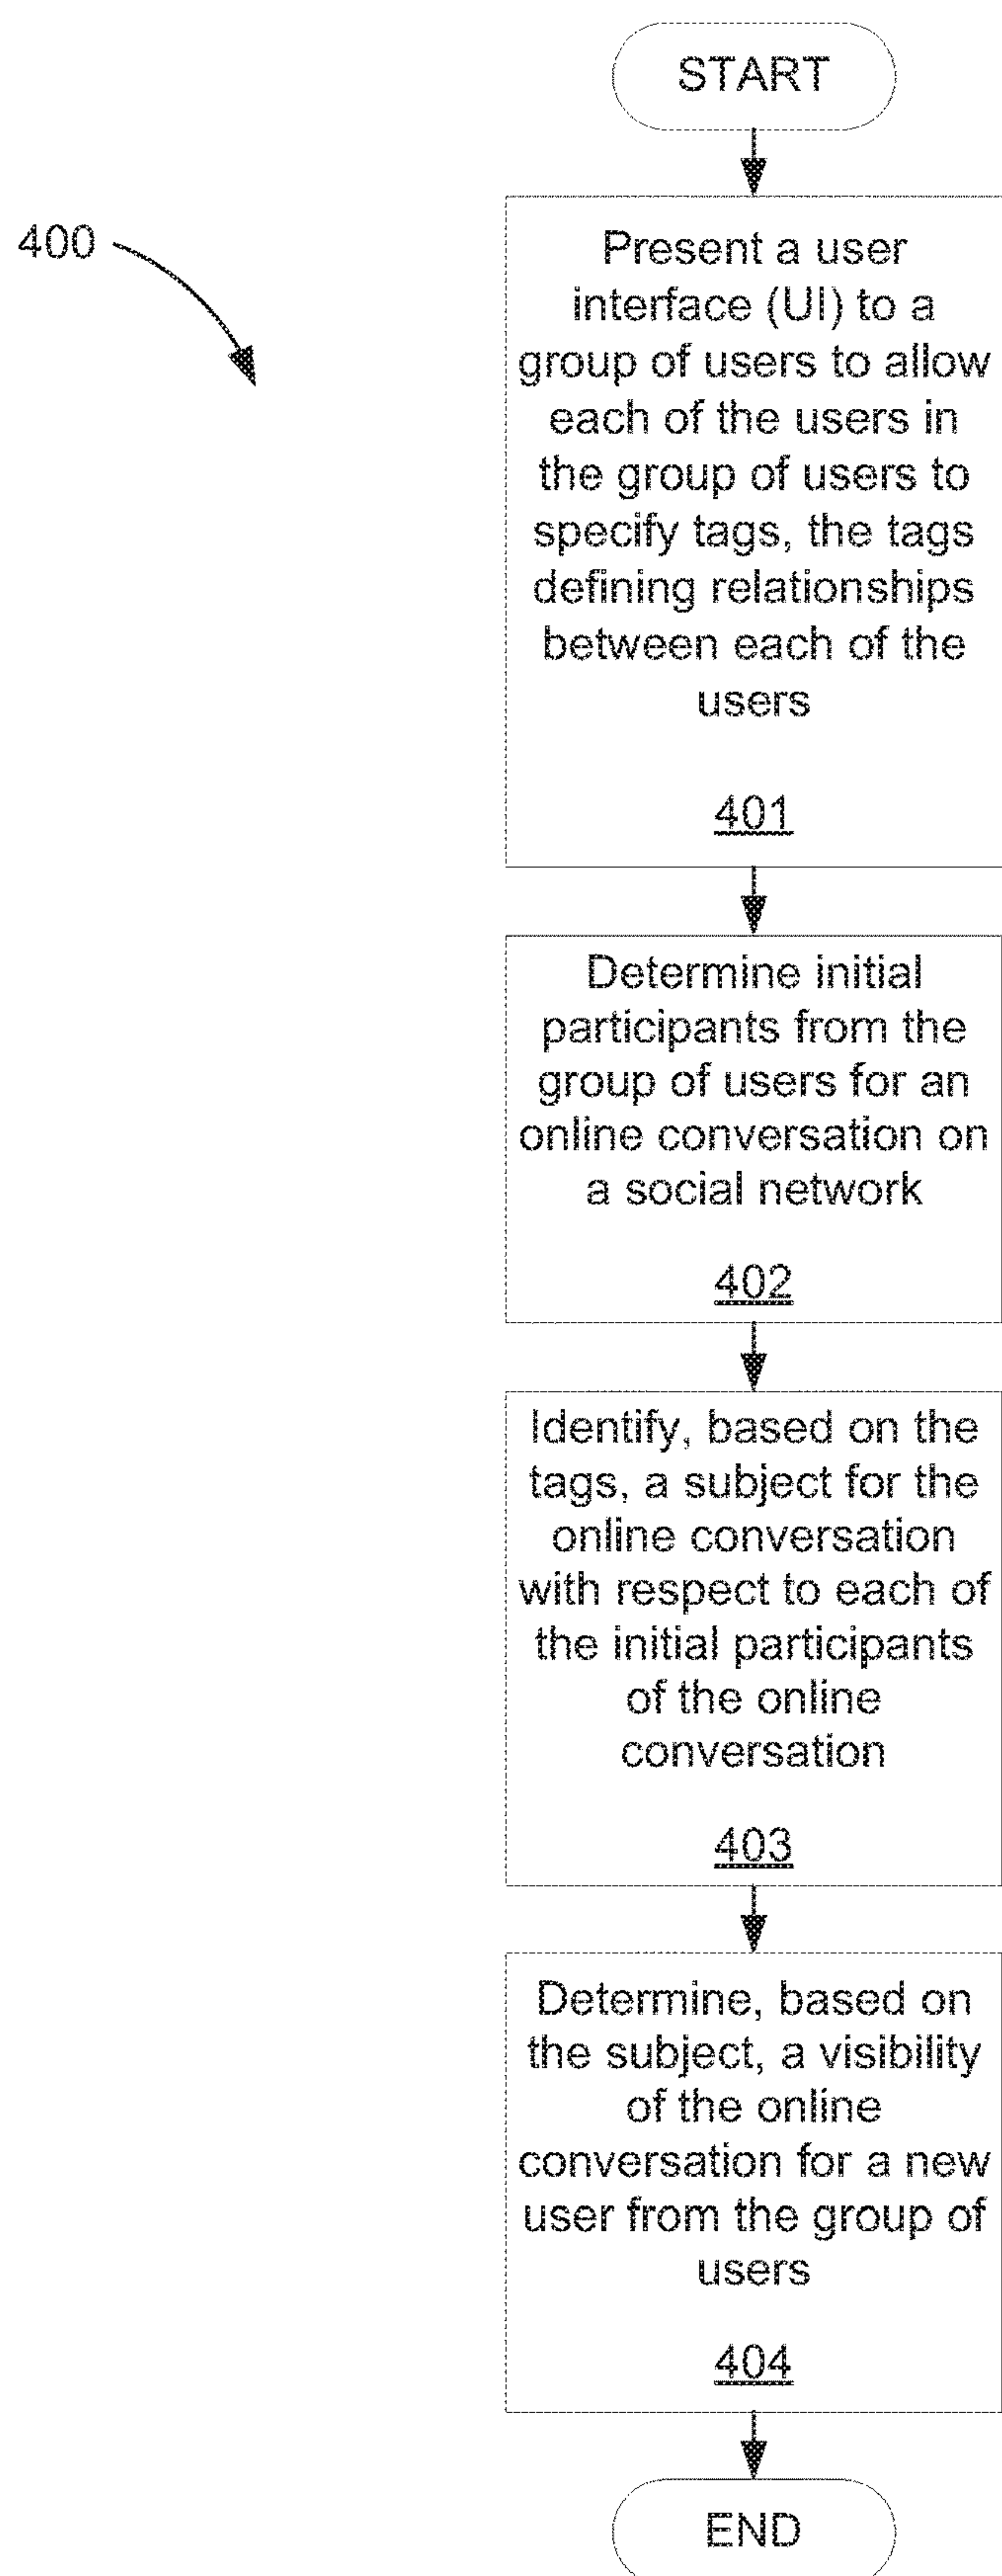 START
400
Present a user
interface (UI) to a
group of users to allow
each of the users in
the group of users to
specify tags, the tags
defining relationships
between each of the
users
401
Determine initial
participants from the
group of users for an
online conversation on
a social network
402
Identify, based on the
tags, a subject for the
online conversation
with respect to each of
the initial participants
of the online
conversation
403
Determine, based on
the subject, a visibility
of the online
conversation for a new
user from the group of
users
404
END